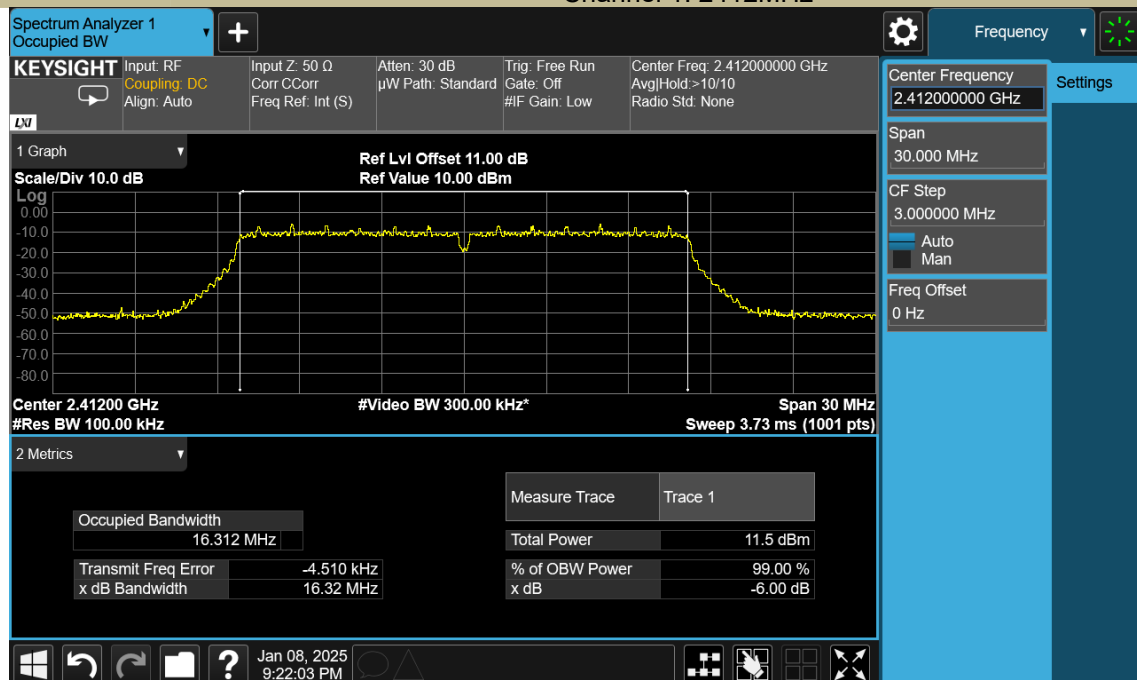 Channel 1: 2412MHz
Spectrum Analyzer 1
Occupied BW
+
Frequency
KEYSIGHT
LXI
Input: RF
Coupling: DC
Align: Auto
Input Z: 50 Ω
Corr CCorr
Freq Ref: Int (S)
Atten: 30 dB
µW Path: Standard
Trig: Free Run
Gate: Off
#IF Gain: Low
Center Freq: 2.412000000 GHz
Avg|Hold:>10/10
Radio Std: None
Center Frequency
2.412000000 GHz
Settings
Span
30.000 MHz
CF Step
3.000000 MHz
Auto
Man
Freq Offset
0 Hz
1 Graph
Scale/Div 10.0 dB
Ref Lvl Offset 11.00 dB
Ref Value 10.00 dBm
Log
0.00
-10.0
-20.0
-30.0
-40.0
-50.0
-60.0
-70.0
-80.0
Center 2.41200 GHz
#Res BW 100.00 kHz
#Video BW 300.00 kHz*
Span 30 MHz
Sweep 3.73 ms (1001 pts)
2 Metrics
Measure Trace Trace 1
Occupied Bandwidth
16.312 MHz
Total Power 11.5 dBm
Transmit Freq Error -4.510 kHz
% of OBW Power 99.00 %
x dB Bandwidth 16.32 MHz
x dB -6.00 dB
?
Jan 08, 2025
9:22:03 PM